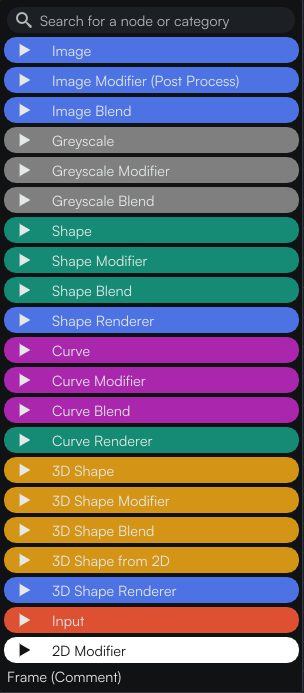 Search for a node or category
Image
Image Modifier (Post Process)
Image Blend
Greyscale
Greyscale Modifier
Greyscale Blend
Shape
Shape Modifier
Shape Blend
Shape Renderer
Curve
Curve Modifier
Curve Blend
Curve Renderer
3D Shape
3D Shape Modifier
3D Shape Blend
3D Shape from 2D
3D Shape Renderer
Input
2D Modifier
Frame (Comment)